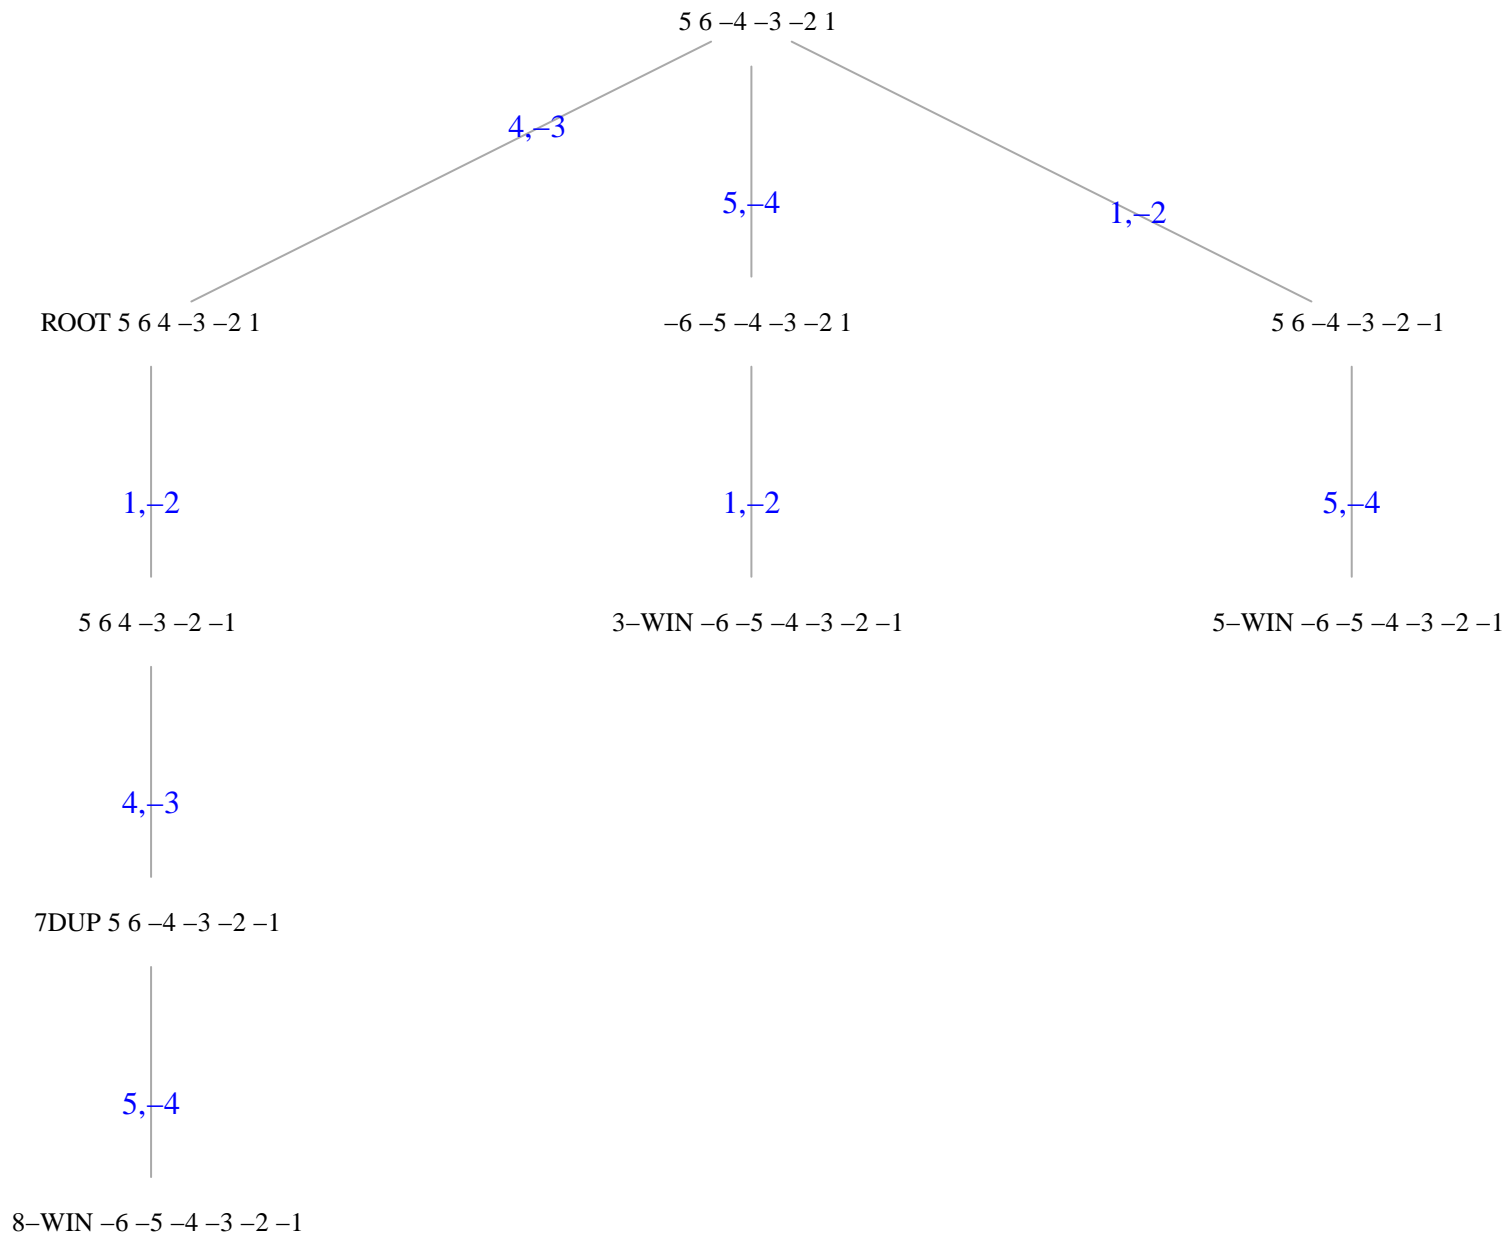 5 6 –4 –3 –2 1
4,–3
5,–4
1,–2
ROOT 5 6 4 –3 –2 1
–6 –5 –4 –3 –2 1
5 6 –4 –3 –2 –1
1,–2
1,–2
5,–4
5 6 4 –3 –2 –1
3–WIN –6 –5 –4 –3 –2 –1
5–WIN –6 –5 –4 –3 –2 –1
4,–3
7DUP 5 6 –4 –3 –2 –1
5,–4
8–WIN –6 –5 –4 –3 –2 –1